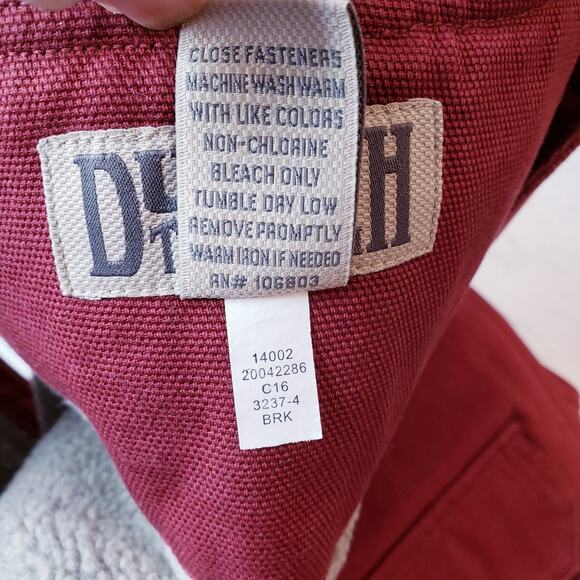 CLOSE FASTENERS
MACHINE WASH WARM
WITH LIKE COLORS
NON-CHLORINE
BLEACH ONLY
TUMBLE DRY LOW
REMOVE PROMPTLY
WARM IRON IF NEEDED
RN# 106803
14002
20042286
C16
3237-4
BRK